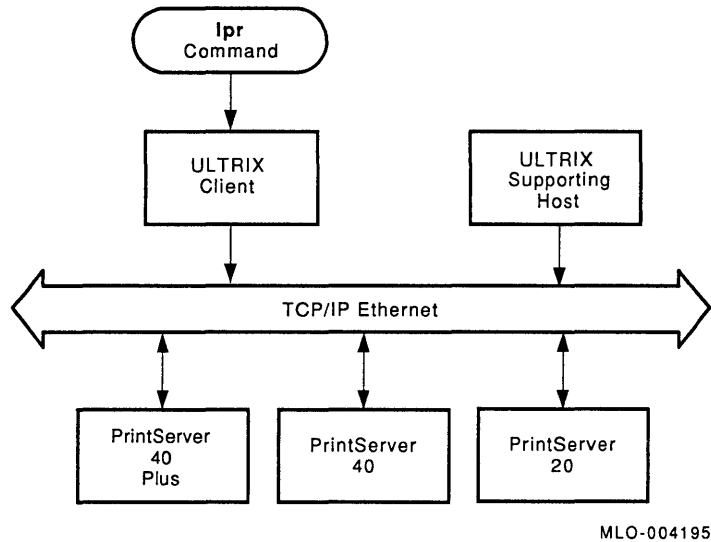 lpr
Command
ULTRIX
Client
ULTRIX
Supporting
Host
TCP/IP Ethernet
PrintServer
40
Plus
PrintServer
40
PrintServer
20
MLO-004195